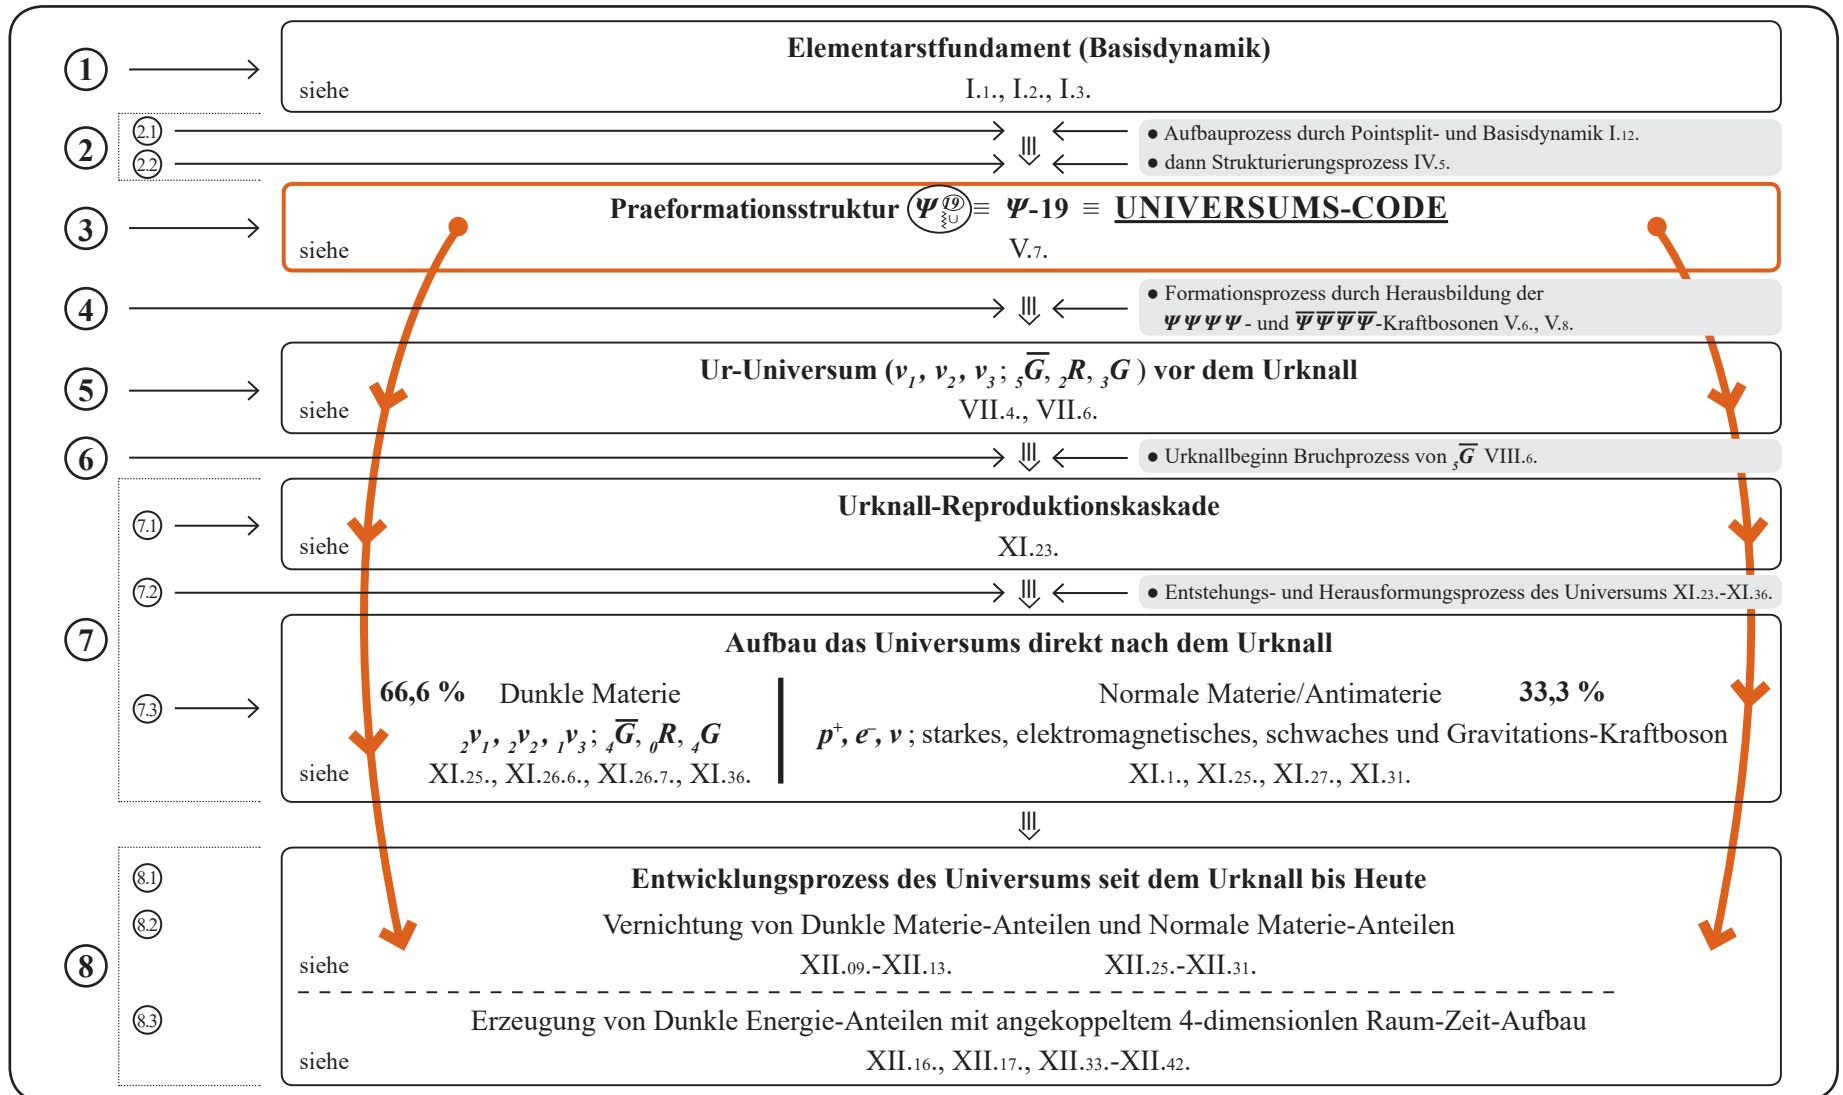 ① Elementarstfundament (Basisdynamik)
siehe I.1., I.2., I.3.
② 2.1 ● Aufbauprozess durch Pointsplit- und Basisdynamik I.12.
2.2 ● dann Strukturierungsprozess IV.5.
③ Praeformationsstruktur Ψ⑲ ≡ Ψ-19 ≡ UNIVERSUMS-CODE
siehe V.7.
④ ● Formationsprozess durch Herausbildung der
Ψ Ψ Ψ Ψ - und Ψ̅ Ψ̅ Ψ̅ Ψ̅-Kraftbosonen V.6., V.8.
⑤ Ur-Universum (ν₁, ν₂, ν₃ ; ₅G̅, ₂R, ₃G ) vor dem Urknall
siehe VII.4., VII.6.
⑥ ● Urknallbeginn Bruchprozess von ₅G̅ VIII.6.
7.1 Urknall-Reproduktionskaskade
siehe XI.23.
7.2 ● Entstehungs- und Herausformungsprozess des Universums XI.23.-XI.36.
⑦ Aufbau das Universums direkt nach dem Urknall
66,6 % Dunkle Materie Normale Materie/Antimaterie 33,3 %
7.3 ₂ν₁, ₂ν₂, ₁ν₃ ; ₄G̅, ₀R, ₄G p⁺, e⁻, ν ; starkes, elektromagnetisches, schwaches und Gravitations-Kraftboson
siehe XI.25., XI.26.6., XI.26.7., XI.36. XI.1., XI.25., XI.27., XI.31.
8.1 Entwicklungsprozess des Universums seit dem Urknall bis Heute
8.2 Vernichtung von Dunkle Materie-Anteilen und Normale Materie-Anteilen
⑧ siehe XII.09.-XII.13. XII.25.-XII.31.
8.3 Erzeugung von Dunkle Energie-Anteilen mit angekoppeltem 4-dimensionlen Raum-Zeit-Aufbau
siehe XII.16., XII.17., XII.33.-XII.42.